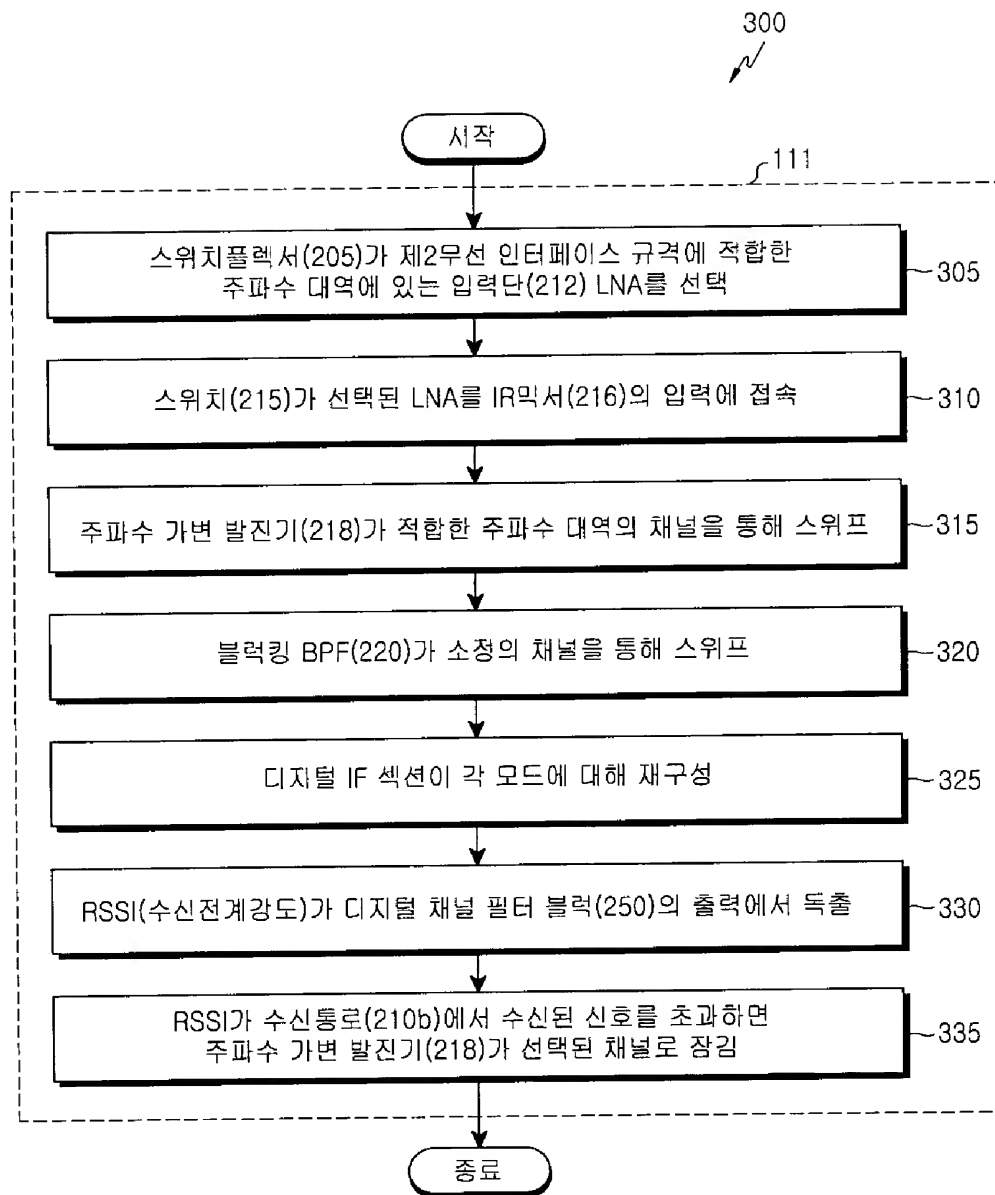 300
시작
111
스위치플렉서(205)가 제2무선 인터페이스 규격에 적합한
주파수 대역에 있는 입력단(212) LNA를 선택
305
스위치(215)가 선택된 LNA를 IR믹서(216)의 입력에 접속
310
주파수 가변 발진기(218)가 적합한 주파수 대역의 채널을 통해 스위프
315
블럭킹 BPF(220)가 소정의 채널을 통해 스위프
320
디지털 IF 섹션이 각 모드에 대해 재구성
325
RSSI(수신전계강도)가 디지털 채널 필터 블럭(250)의 출력에서 독출
330
RSSI가 수신통로(210b)에서 수신된 신호를 초과하면
주파수 가변 발진기(218)가 선택된 채널로 잠김
335
종료